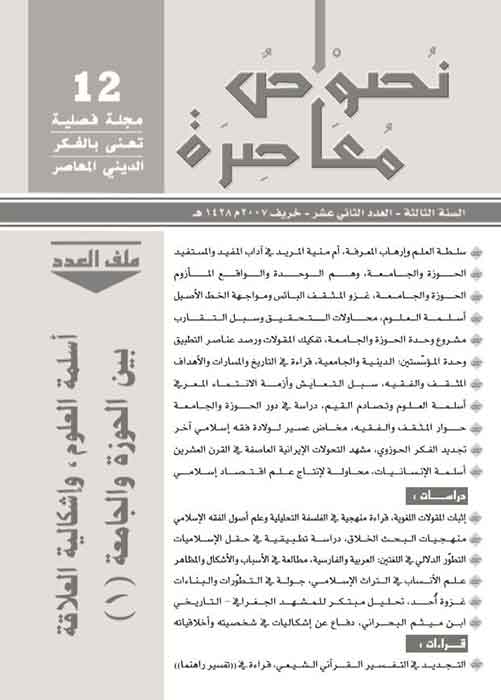 نُصُوْصٌ
مُعَاصِرَة
12
مجلة فصلية
تعنى بالفكر
الديني المعاصر
السنة الثالثة - العدد الثاني عشر - خريف ٢٠٠٧م ١٤٢٨ هـ
ملف العدد
أسلمة العلوم، وإشكالية العلاقة
بين الحوزة والجامعة (١)
سلطة العلم وإرهاب المعرفة، أم منية المريد في آداب المفيد والمستفيد
الحوزة والجامعة، وهم الوحدة والواقع المأزوم
الحوزة والجامعة، غزو المثقف البائس ومواجهة الخط الأصيل
أسلمة العلوم، محاولات التحقيق وسبل التقارب
مشروع وحدة الحوزة والجامعة، تفكيك المقولات ورصد عناصر التطبيق
وحدة المؤسّستين: الدينية والجامعية، قراءة في التاريخ والمسارات والأهداف
المثقف والفقيه، سبل التعايش وأزمة الانتماء المعرفي
أسلمة العلوم وتصادم القيم، دراسة في دور الحوزة والجامعة
حوار المثقف والفقيه، مخاض عسير لولادة فقه إسلامي آخر
تجديد الفكر الحوزوي، مشهد التحولات الإيرانية العاصفة في القرن العشرين
أسلمة الإنسانيات، محاولة لإنتاج علم اقتصاد إسلامي
دراسات:
إثبات المقولات اللغوية، قراءة منهجية في الفلسفة التحليلية وعلم أصول الفقه الإسلامي
منهجيات البحث الخلاق، دراسة تطبيقية في حقل الإسلاميات
التطوّر الدلالي في اللغتين: العربية والفارسية، مطالعة في الأسباب والأشكال والمظاهر
علم الأنساب في التراث الإسلامي، جولة في التطوّرات والبناءات
غزوة أُحد، تحليل مبتكر للمشهد الجغرافي - التاريخي
ابن ميثم البحراني، دفاع عن إشكاليات في شخصيته وأخلاقياته
قراءات:
التجديد في التفسير القرآني الشيعي، قراءة في ((تفسير راهنما))